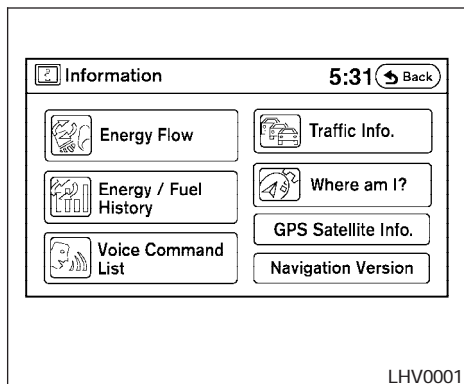 Information
5:31
Back
Energy Flow
Traffic Info.
Energy / Fuel
History
Where am I?
Voice Command
List
GPS Satellite Info.
Navigation Version
LHV0001